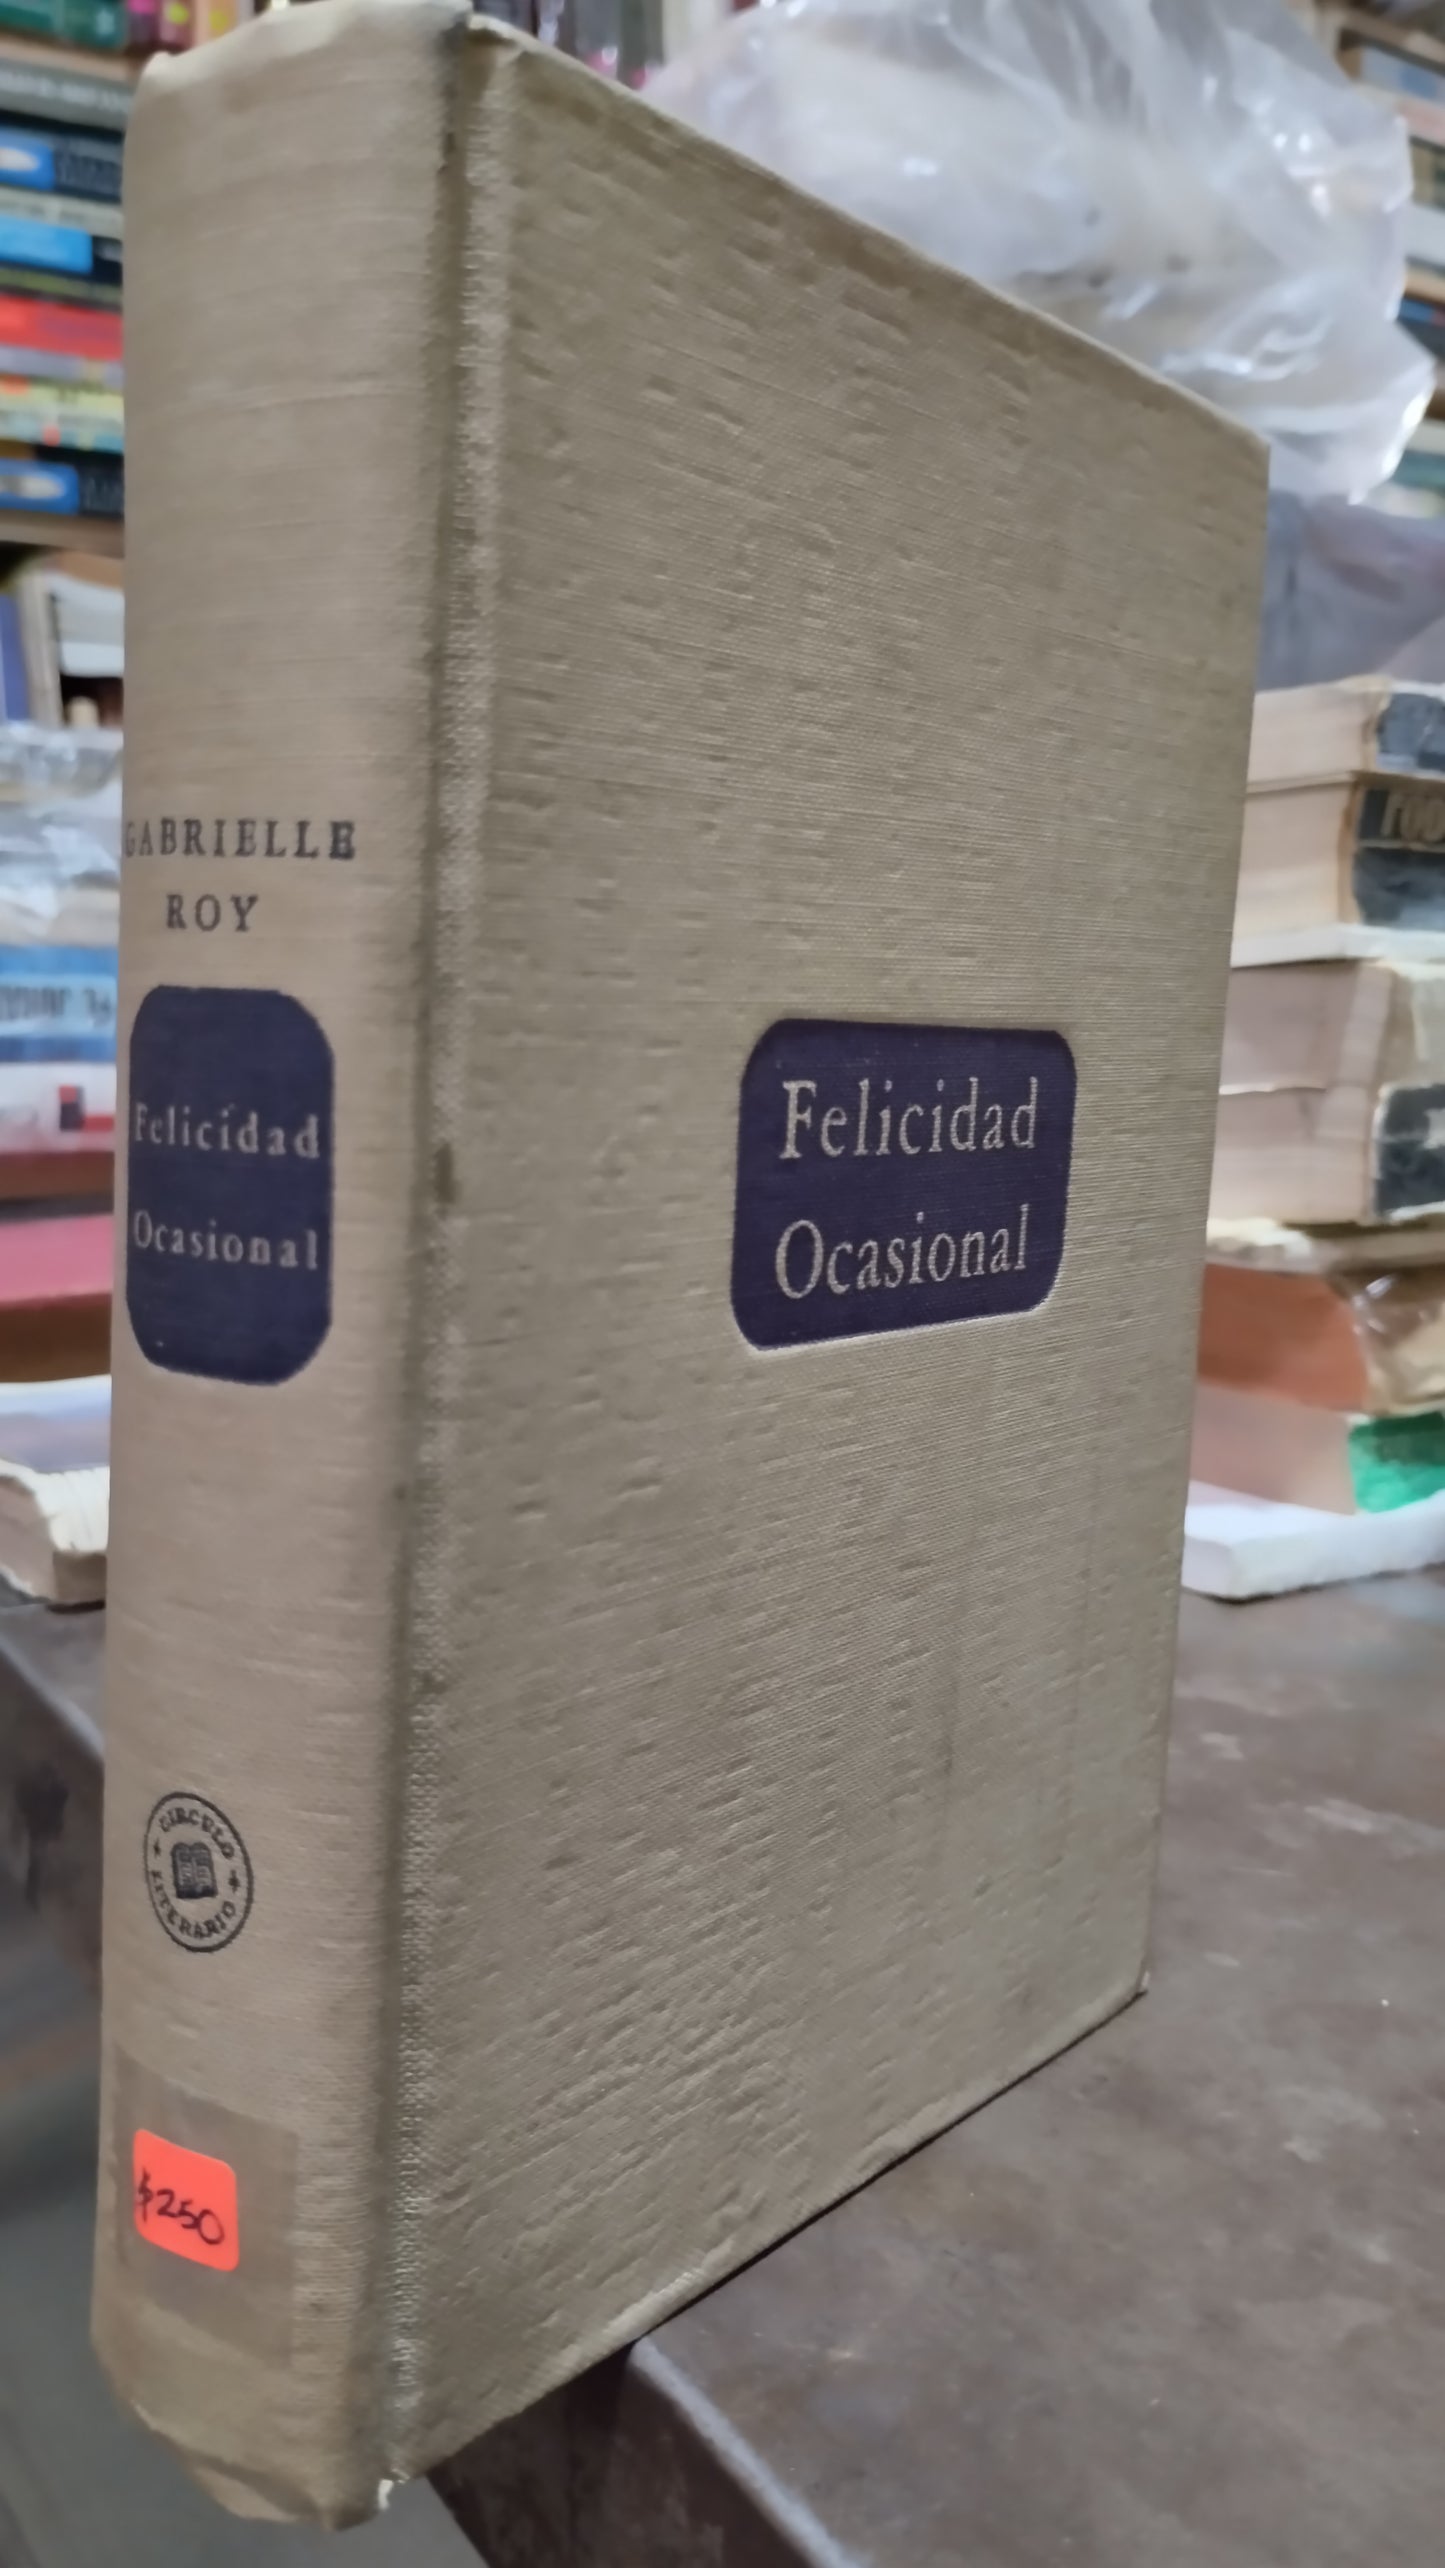 GABRIELLE
ROY
Felicidad
Ocasional
Felicidad
Ocasional
CIRCULO
LITERARIO
$250